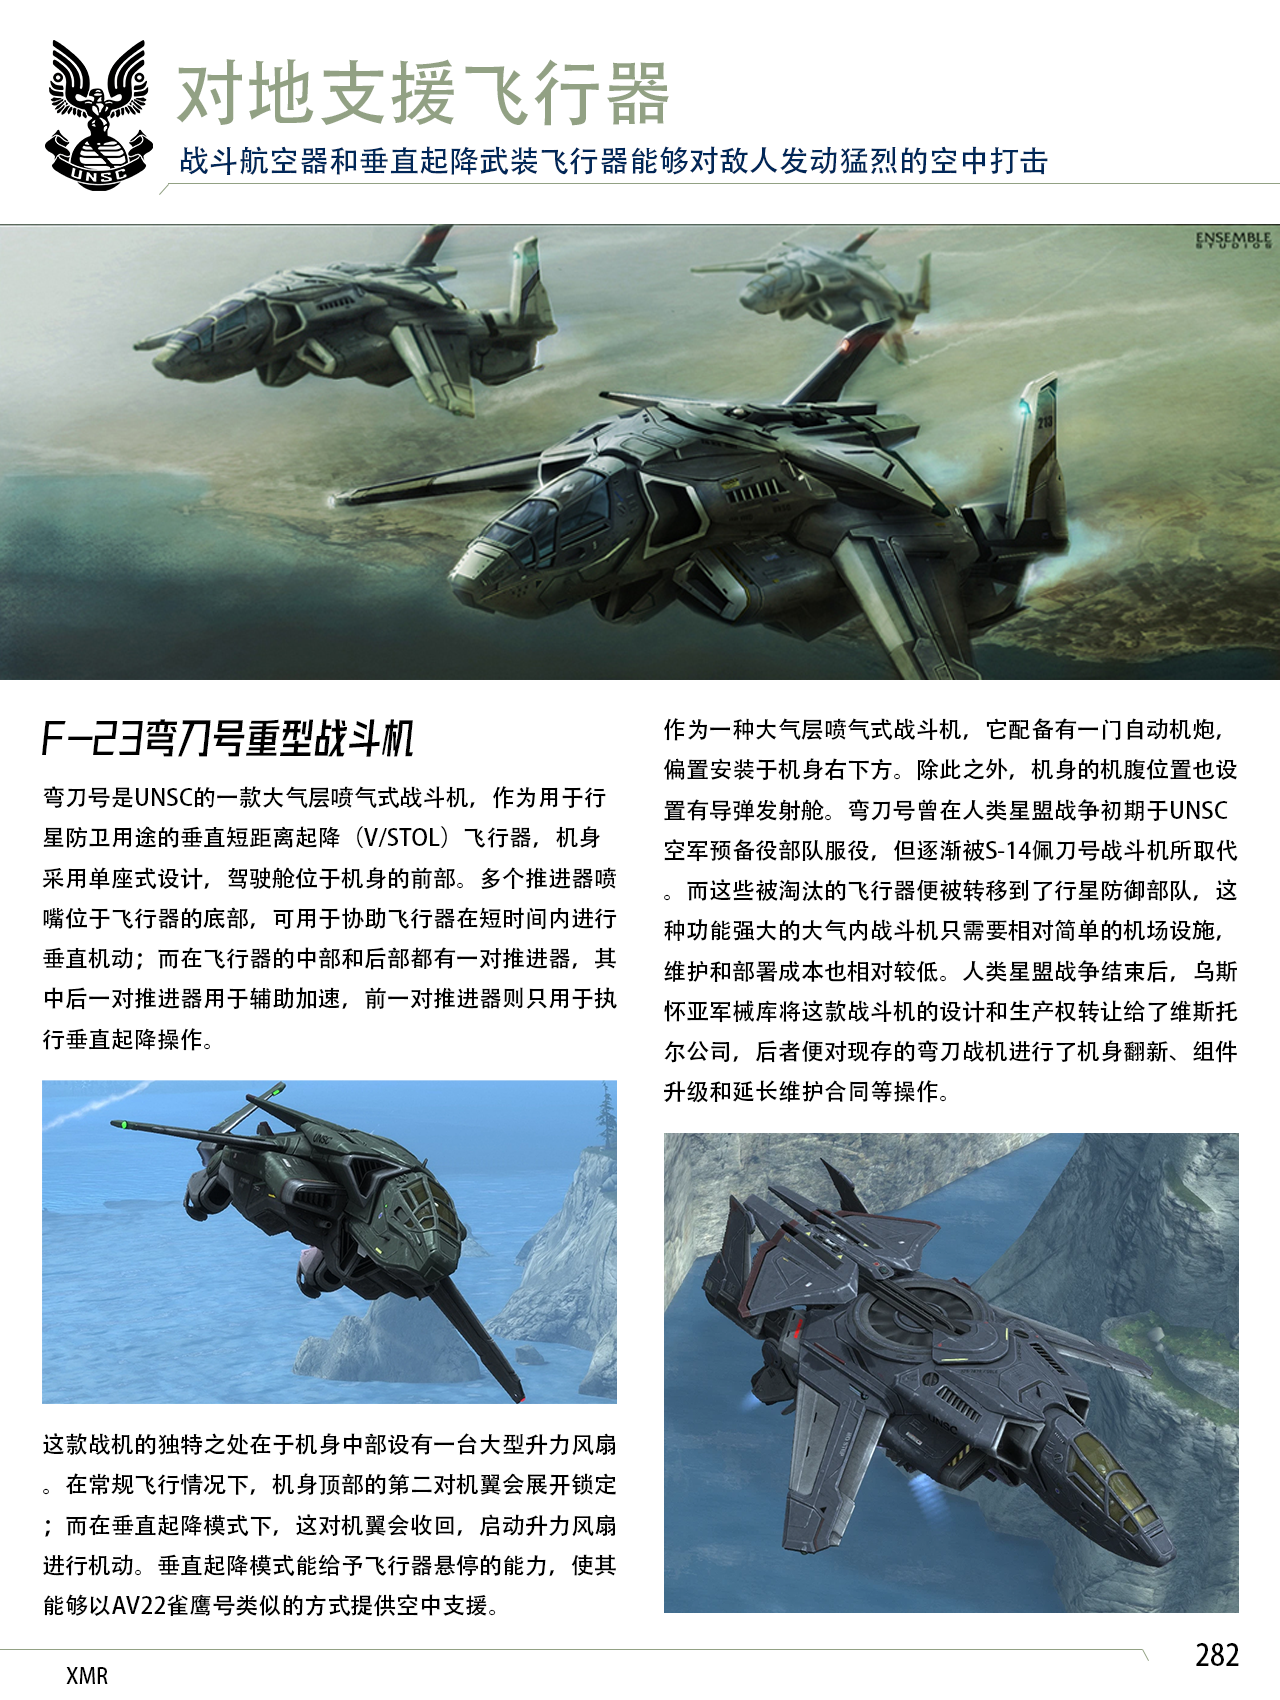 对地支援飞行器
UNSC
战斗航空器和垂直起降武装飞行器能够对敌人发动猛烈的空中打击
ENSEMBLE
STUDIOS
213
F-23弯刀号重型战斗机
弯刀号是UNSC的一款大气层喷气式战斗机，作为用于行
星防卫用途的垂直短距离起降（V/STOL）飞行器，机身
采用单座式设计，驾驶舱位于机身的前部。多个推进器喷
嘴位于飞行器的底部，可用于协助飞行器在短时间内进行
垂直机动；而在飞行器的中部和后部都有一对推进器，其
中后一对推进器用于辅助加速，前一对推进器则只用于执
行垂直起降操作。
UNSC
这款战机的独特之处在于机身中部设有一台大型升力风扇
。在常规飞行情况下，机身顶部的第二对机翼会展开锁定
；而在垂直起降模式下，这对机翼会收回，启动升力风扇
进行机动。垂直起降模式能给予飞行器悬停的能力，使其
能够以AV22雀鹰号类似的方式提供空中支援。
作为一种大气层喷气式战斗机，它配备有一门自动机炮，
偏置安装于机身右下方。除此之外，机身的机腹位置也设
置有导弹发射舱。弯刀号曾在人类星盟战争初期于UNSC
空军预备役部队服役，但逐渐被S-14佩刀号战斗机所取代
。而这些被淘汰的飞行器便被转移到了行星防御部队，这
种功能强大的大气内战斗机只需要相对简单的机场设施，
维护和部署成本也相对较低。人类星盟战争结束后，乌斯
怀亚军械库将这款战斗机的设计和生产权转让给了维斯托
尔公司，后者便对现存的弯刀战机进行了机身翻新、组件
升级和延长维护合同等操作。
UNSC
282
XMR